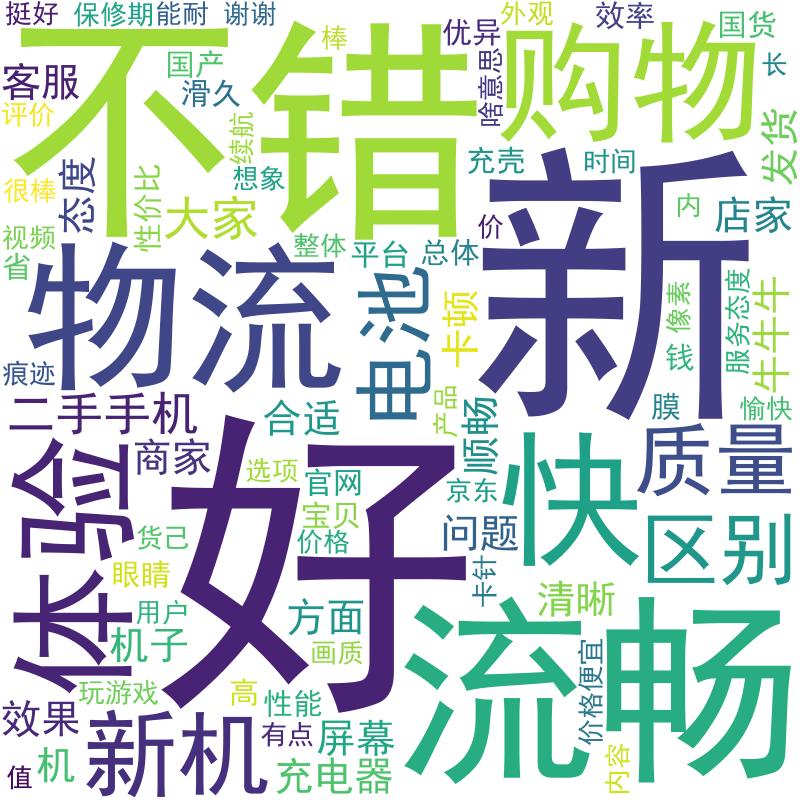 挺好
保修期
能耐
谢谢
棒
优异
外观
效率
国货
客服
国产
不错
购物
啥意思
长
评价
滑久
续航
发货
很棒
态度
性价比
大家
想象
充壳
时间
新
内
店家
视频
省
整体
平台
总体
价
物流
电池
卡顿
像素
服务态度
牛牛牛
痕迹
钱
二手手机
合适
产品
顺畅
膜
愉快
体验
商家
好
选项
官网
京东
快
质量
宝贝
货己
价格
问题
区别
眼睛
卡针
用户
方面
清晰
机子
画质
流畅
玩游戏
高
性能
价格便宜
效果
新机
有点
屏幕
值
机
充电器
内容